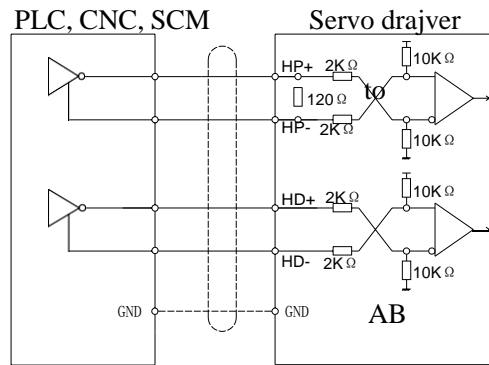 PLC, CNC, SCM
Servo drajver
HP+
2KΩ
10KΩ
to
120Ω
HP-
2KΩ
10KΩ
10KΩ
HD+
2KΩ
HD-
2KΩ
10KΩ
GND
GND
AB